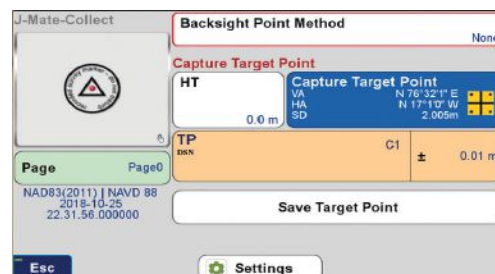 J-Mate-Collect
Backsight Point Method
None
Capture Target Point
HT
0.0 m
Capture Target Point
VA N 76°32'1" E
HA N 17°1'0" W
SD 2.005m
TP
DSN
C1
± 0.01 m
Page Page0
NAD83(2011) | NAVD 88
2018-10-25
22.31.56.000000
Save Target Point
Esc
Settings